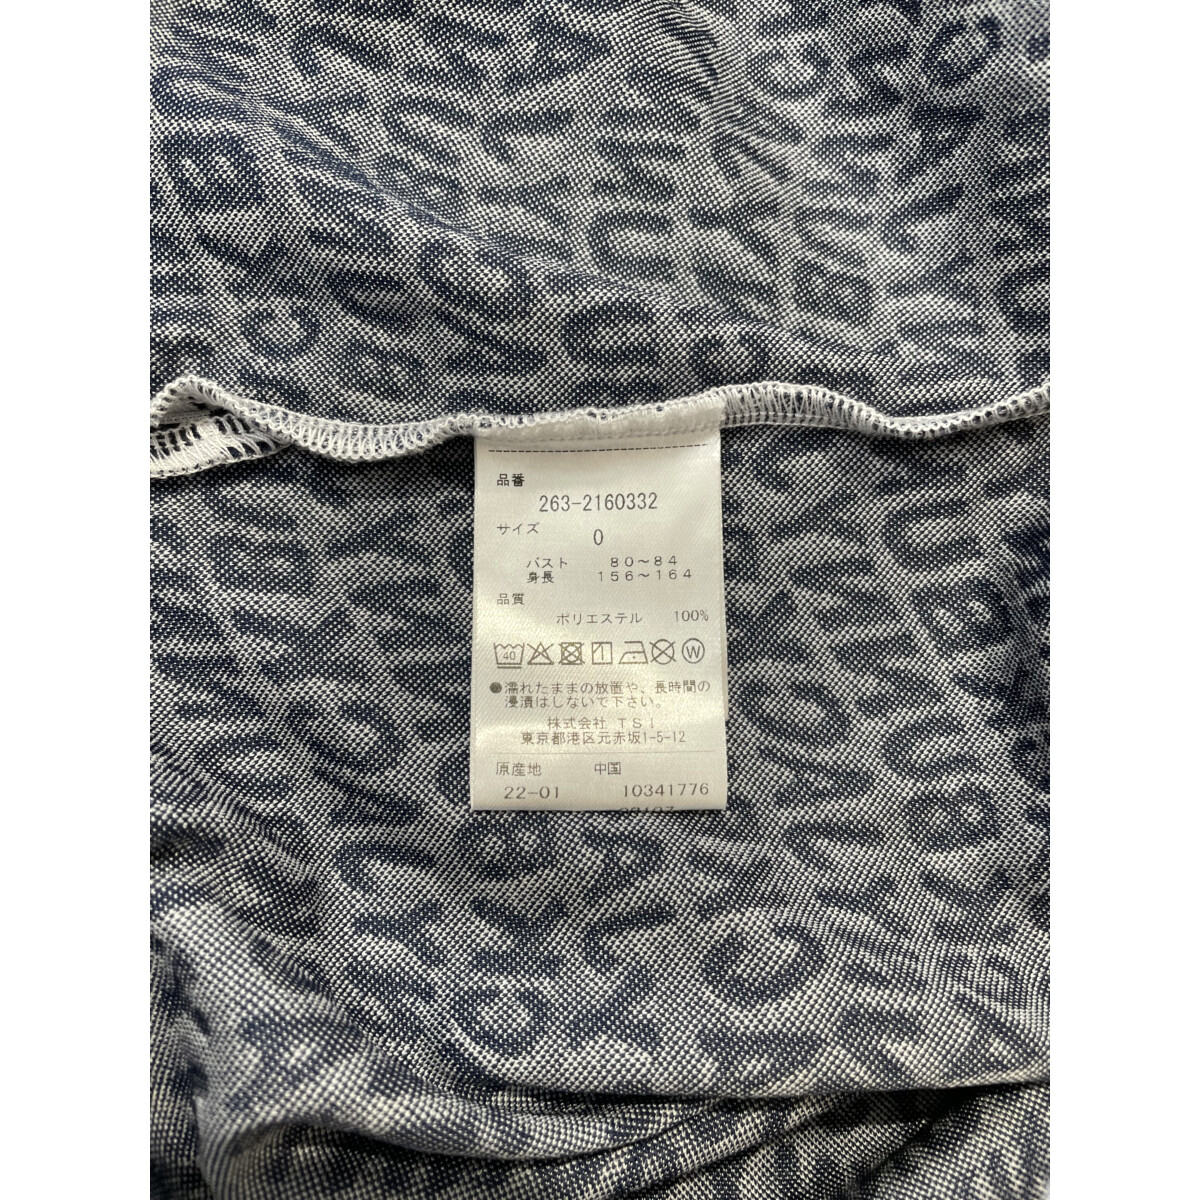 品番
263-2160332
サイズ
0
バスト 80～84
身長 156～164
品質
ポリエステル 100%
40 W
●濡れたままの放置や、長時間の
浸漬はしないで下さい。
株式会社 TSI
東京都港区元赤坂1-5-12
原産地 中国
22-01 10341776